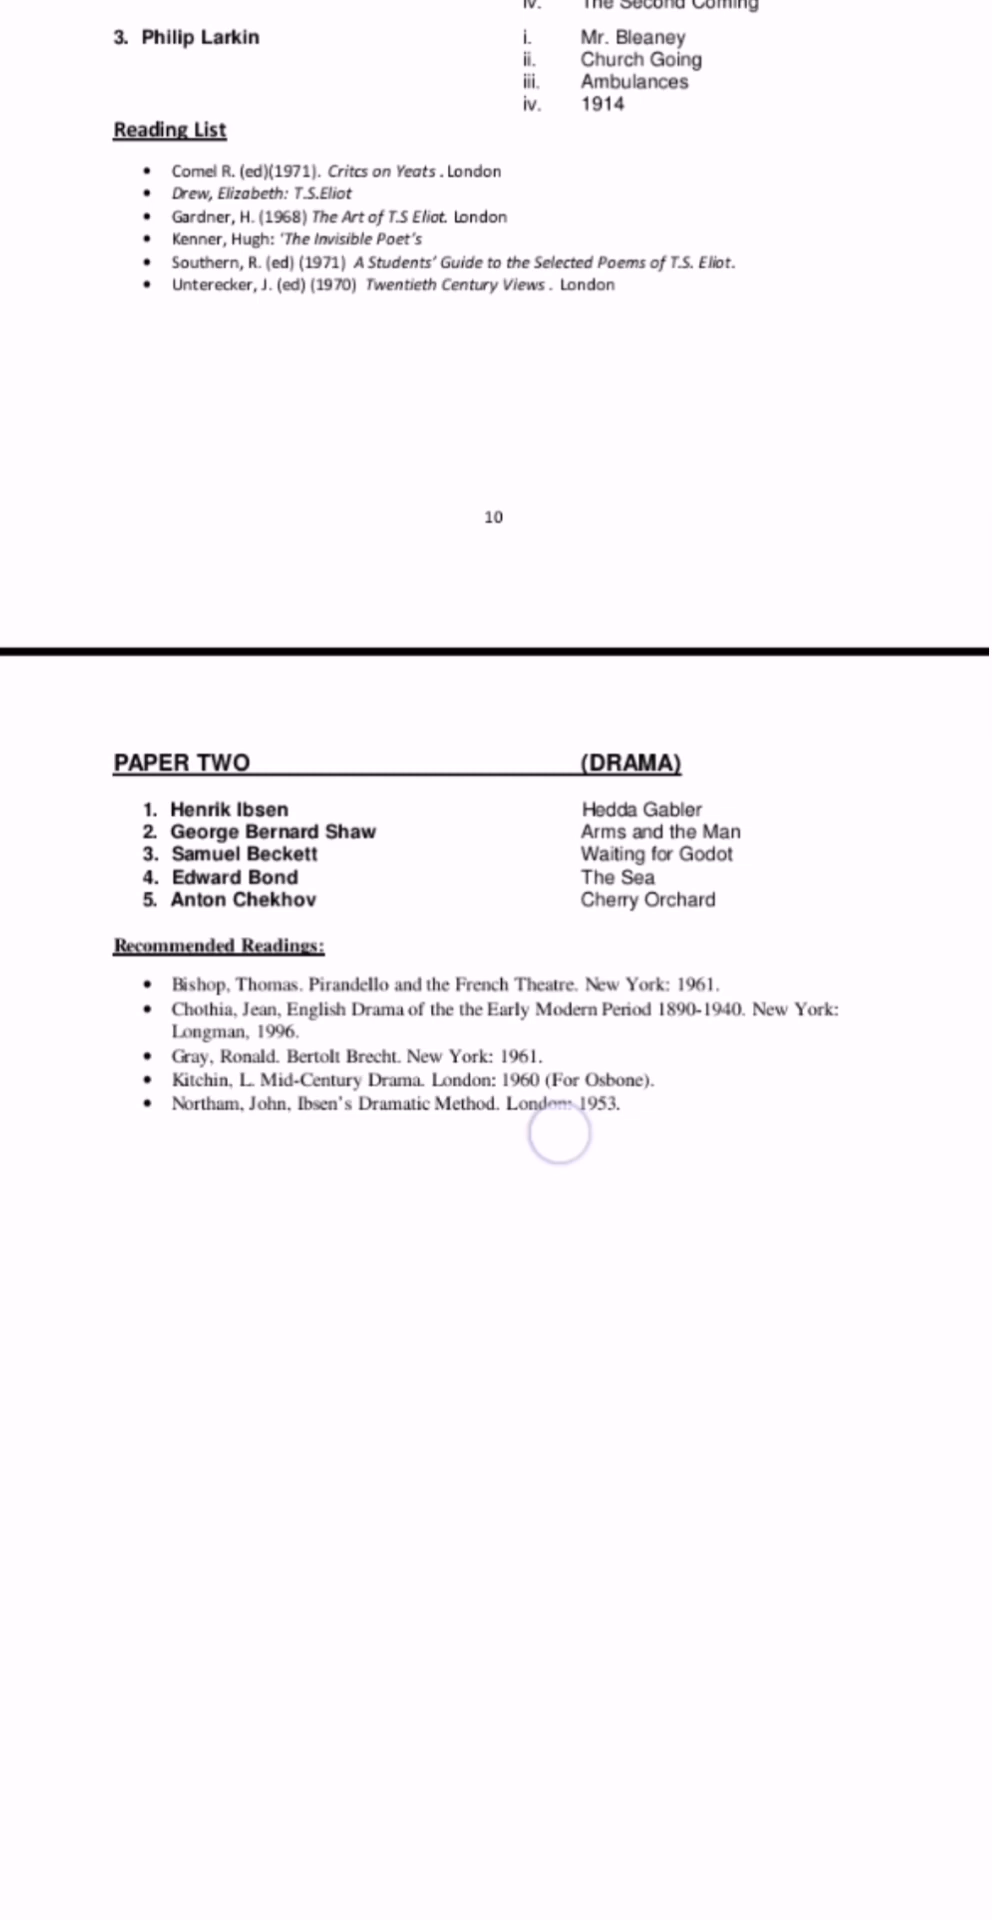 iv. The Second Coming
3. Philip Larkin i. Mr. Bleaney
ii. Church Going
iii. Ambulances
iv. 1914
Reading List
• Comel R. (ed)(1971). Critcs on Yeats . London
• Drew, Elizabeth: T.S.Eliot
• Gardner, H. (1968) The Art of T.S Eliot. London
• Kenner, Hugh: ‘The Invisible Poet’s
• Southern, R. (ed) (1971) A Students’ Guide to the Selected Poems of T.S. Eliot.
• Unterecker, J. (ed) (1970) Twentieth Century Views . London
10
PAPER TWO (DRAMA)
1. Henrik Ibsen Hedda Gabler
2. George Bernard Shaw Arms and the Man
3. Samuel Beckett Waiting for Godot
4. Edward Bond The Sea
5. Anton Chekhov Cherry Orchard
Recommended Readings:
• Bishop, Thomas. Pirandello and the French Theatre. New York: 1961.
• Chothia, Jean, English Drama of the the Early Modern Period 1890-1940. New York:
Longman, 1996.
• Gray, Ronald. Bertolt Brecht. New York: 1961.
• Kitchin, L. Mid-Century Drama. London: 1960 (For Osbone).
• Northam, John, Ibsen’s Dramatic Method. London: 1953.